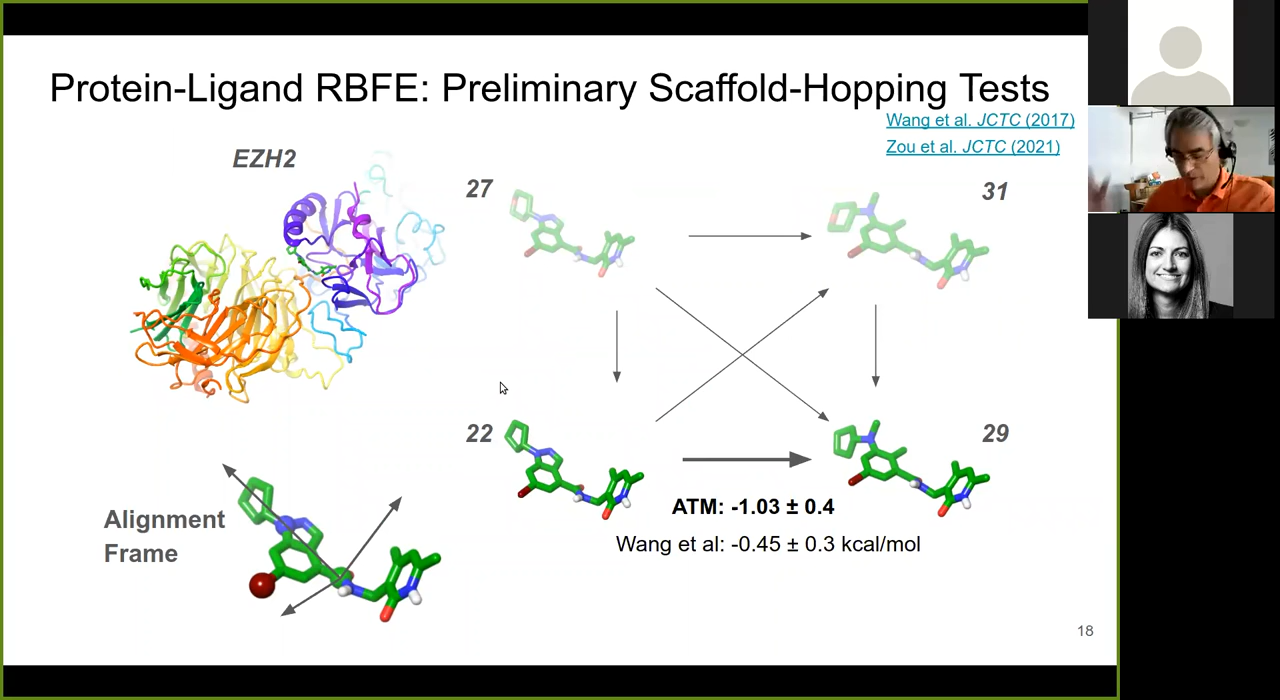 Protein-Ligand RBFE: Preliminary Scaffold-Hopping Tests
Wang et al. JCTC (2017)
Zou et al. JCTC (2021)
EZH2
27
31
22
29
ATM: -1.03 ± 0.4
Wang et al: -0.45 ± 0.3 kcal/mol
Alignment
Frame
18